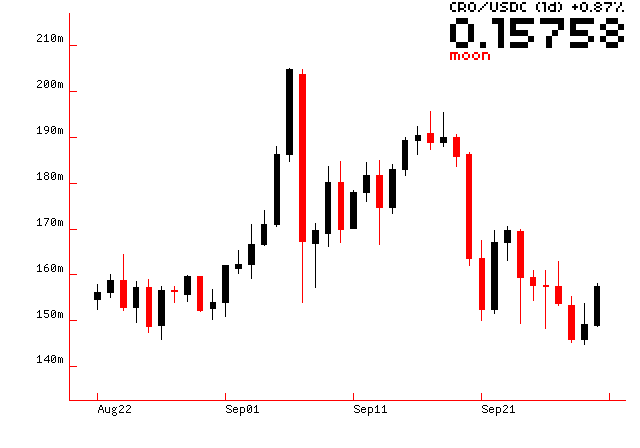 CRO/USDC (1d) +0.87%
0.15758
moon
210m
200m
190m
180m
170m
160m
150m
140m
Aug22 Sep01 Sep11 Sep21